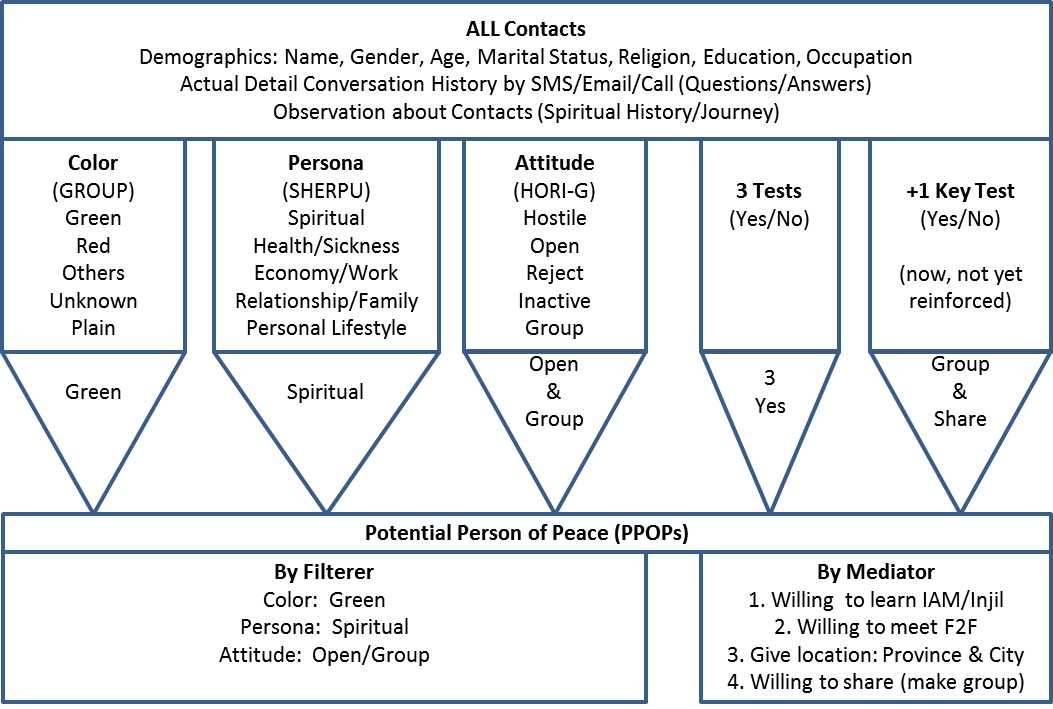 ALL Contacts
Demographics: Name, Gender, Age, Marital Status, Religion, Education, Occupation
Actual Detail Conversation History by SMS/Email/Call (Questions/Answers)
Observation about Contacts (Spiritual History/Journey)
Color
(GROUP)
Green
Red
Others
Unknown
Plain
Green
Persona
(SHERPU)
Spiritual
Health/Sickness
Economy/Work
Relationship/Family
Personal Lifestyle
Spiritual
Attitude
(HORI-G)
Hostile
Open
Reject
Inactive
Group
Open
&
Group
3 Tests
(Yes/No)
3
Yes
+1 Key Test
(Yes/No)
(now, not yet
reinforced)
Group
&
Share
Potential Person of Peace (PPOPs)
By Filterer
Color: Green
Persona: Spiritual
Attitude: Open/Group
By Mediator
1. Willing to learn IAM/Injil
2. Willing to meet F2F
3. Give location: Province & City
4. Willing to share (make group)